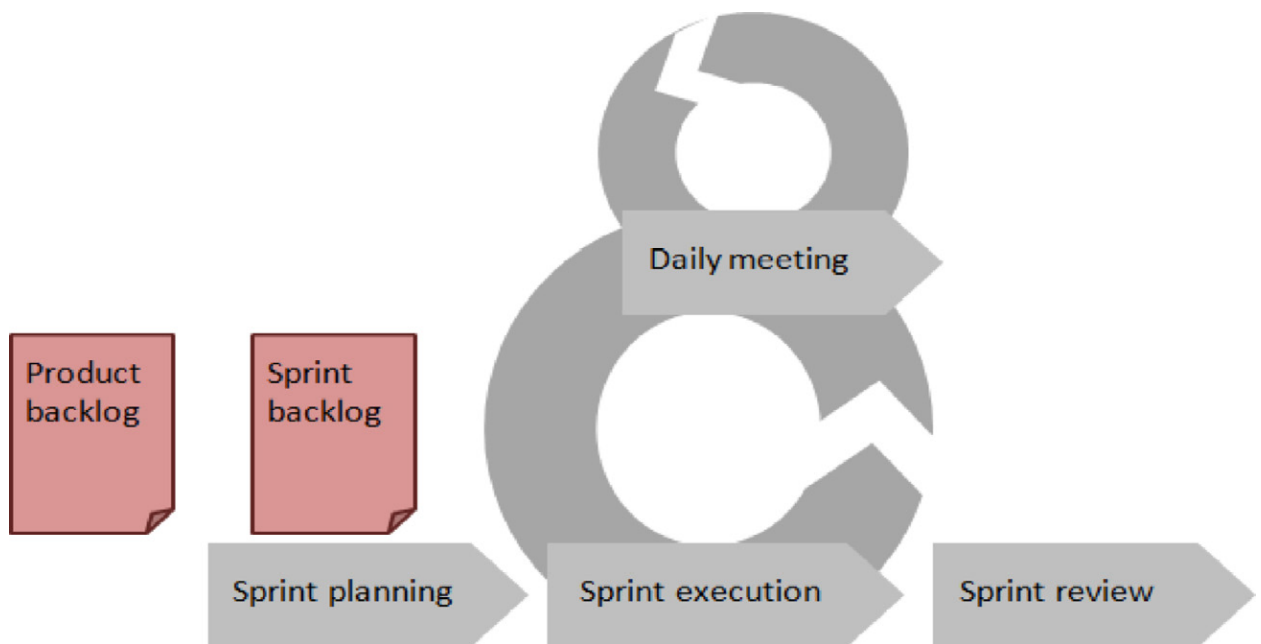 Daily meeting
Product
backlog
Sprint
backlog
Sprint planning
Sprint execution
Sprint review